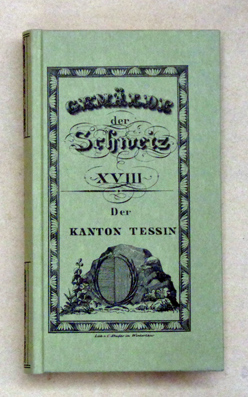 GEMÄLDE
der
Schweiz
XVIII
Der
KANTON TESSIN